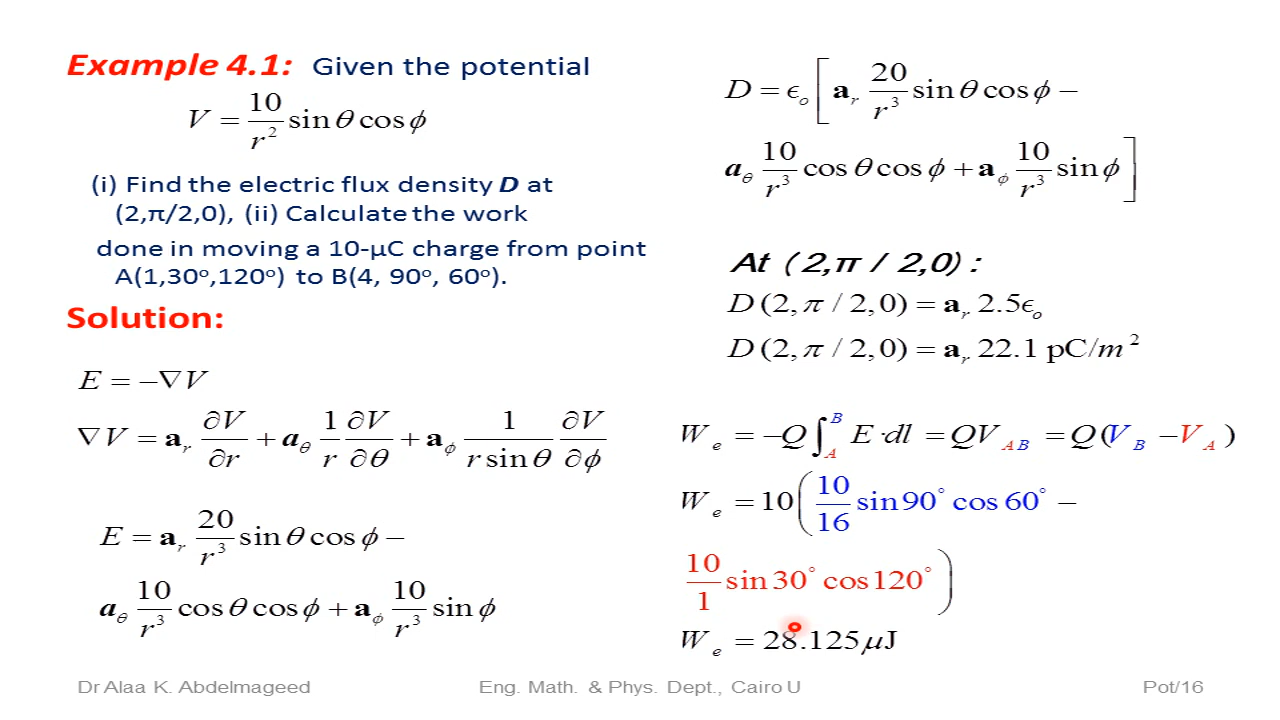 Example 4.1: Given the potential
V = 10/r² sin θ cos ϕ
(i) Find the electric flux density D at
(2,π/2,0), (ii) Calculate the work
done in moving a 10-µC charge from point
A(1,30°,120°) to B(4, 90°, 60°).
Solution:
E = −∇V
∇V = a_r ∂V/∂r + a_θ 1/r ∂V/∂θ + a_ϕ 1/(r sin θ) ∂V/∂ϕ
E = a_r 20/r³ sin θ cos ϕ −
a_θ 10/r³ cos θ cos ϕ + a_ϕ 10/r³ sin ϕ
D = ϵ_o [ a_r 20/r³ sin θ cos ϕ −
a_θ 10/r³ cos θ cos ϕ + a_ϕ 10/r³ sin ϕ ]
At (2,π / 2,0) :
D (2, π / 2, 0) = a_r 2.5ϵ_o
D (2, π / 2, 0) = a_r 22.1 pC/m²
W_e = −Q ∫_A^B E·dl = QV_AB = Q(V_B − V_A)
W_e = 10( 10/16 sin 90° cos 60° −
10/1 sin 30° cos 120° )
W_e = 28.125 µJ
Dr Alaa K. Abdelmageed Eng. Math. & Phys. Dept., Cairo U Pot/16